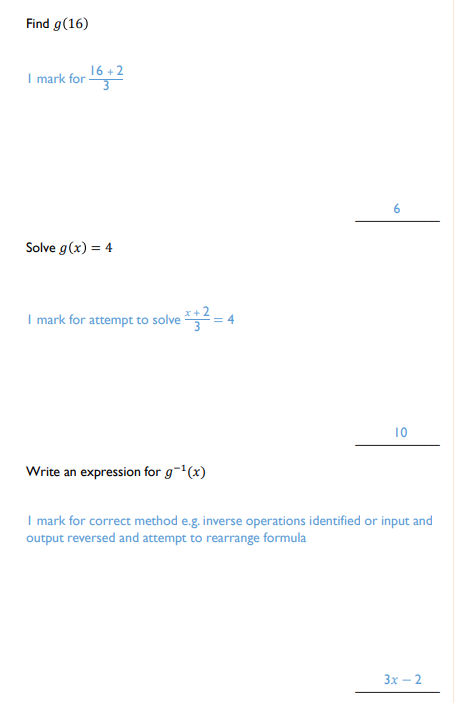 Find g(16)
1 mark for (16 + 2)/3
6
Solve g(x) = 4
1 mark for attempt to solve (x + 2)/3 = 4
10
Write an expression for g⁻¹(x)
1 mark for correct method e.g. inverse operations identified or input and
output reversed and attempt to rearrange formula
3x − 2